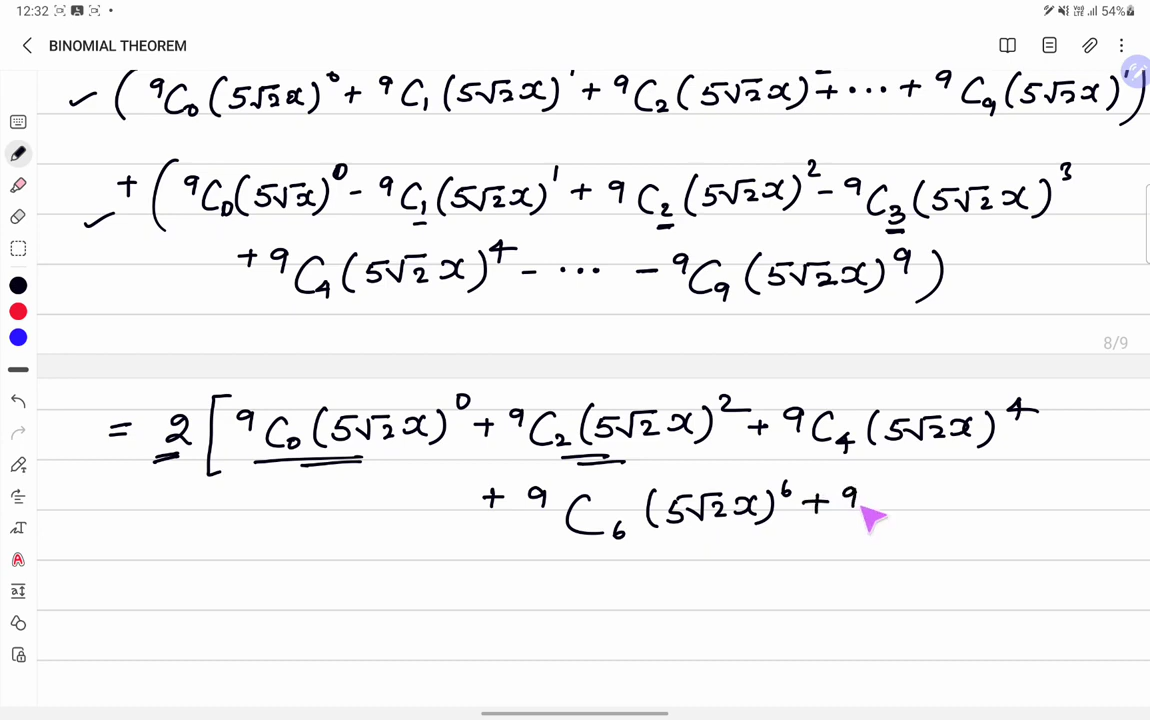 12:32 54%
BINOMIAL THEOREM
(⁹C₀(5√2x)⁰ + ⁹C₁(5√2x)¹ + ⁹C₂(5√2x)² + ... + ⁹C₉(5√2x)⁹)
+ (⁹C₀(5√x)⁰ - ⁹C₁(5√2x)¹ + ⁹C₂(5√2x)² - ⁹C₃(5√2x)³
+ ⁹C₄(5√2x)⁴ - ... - ⁹C₉(5√2x)⁹)
8/9
= 2[⁹C₀(5√2x)⁰ + ⁹C₂(5√2x)² + ⁹C₄(5√2x)⁴
+ ⁹C₆(5√2x)⁶ + ⁹